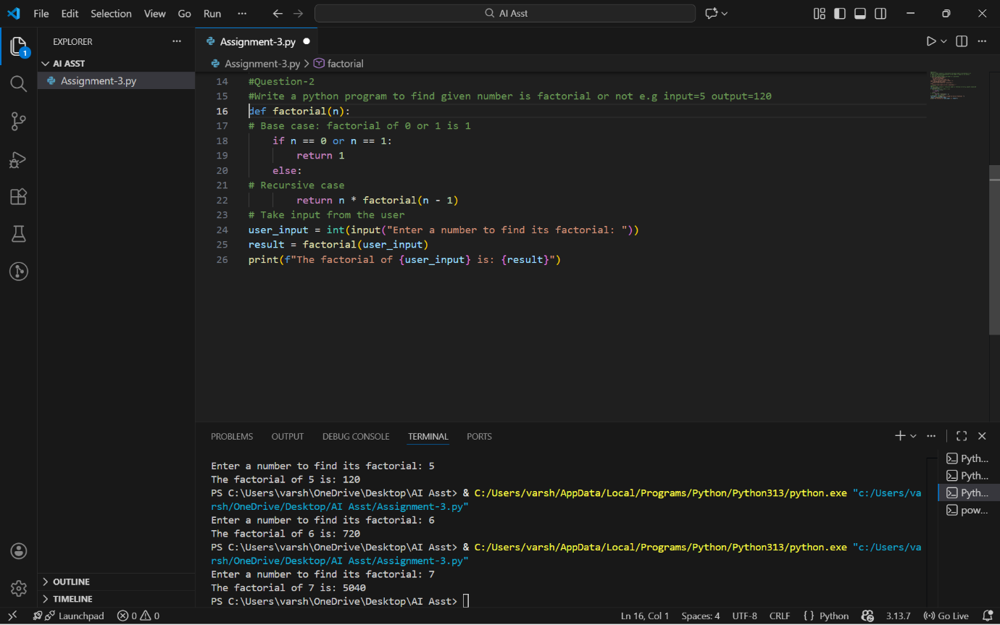 File Edit Selection View Go Run ··· AI Asst
EXPLORER ···
1
AI ASST
Assignment-3.py
Assignment-3.py
Assignment-3.py > factorial
14 #Question-2
15 #Write a python program to find given number is factorial or not e.g input=5 output=120
16 def factorial(n):
17 # Base case: factorial of 0 or 1 is 1
18 if n == 0 or n == 1:
19 return 1
20 else:
21 # Recursive case
22 return n * factorial(n - 1)
23 # Take input from the user
24 user_input = int(input("Enter a number to find its factorial: "))
25 result = factorial(user_input)
26 print(f"The factorial of {user_input} is: {result}")
PROBLEMS OUTPUT DEBUG CONSOLE TERMINAL PORTS
Enter a number to find its factorial: 5
The factorial of 5 is: 120
PS C:\Users\varsh\OneDrive\Desktop\AI Asst> & C:/Users/varsh/AppData/Local/Programs/Python/Python313/python.exe "c:/Users/va
rsh/OneDrive/Desktop/AI Asst/Assignment-3.py"
Enter a number to find its factorial: 6
The factorial of 6 is: 720
PS C:\Users\varsh\OneDrive\Desktop\AI Asst> & C:/Users/varsh/AppData/Local/Programs/Python/Python313/python.exe "c:/Users/va
rsh/OneDrive/Desktop/AI Asst/Assignment-3.py"
Enter a number to find its factorial: 7
The factorial of 7 is: 5040
PS C:\Users\varsh\OneDrive\Desktop\AI Asst>
Pyth...
Pyth...
Pyth...
pow...
OUTLINE
TIMELINE
Launchpad 0 0 Ln 16, Col 1 Spaces: 4 UTF-8 CRLF {} Python 3.13.7 Go Live